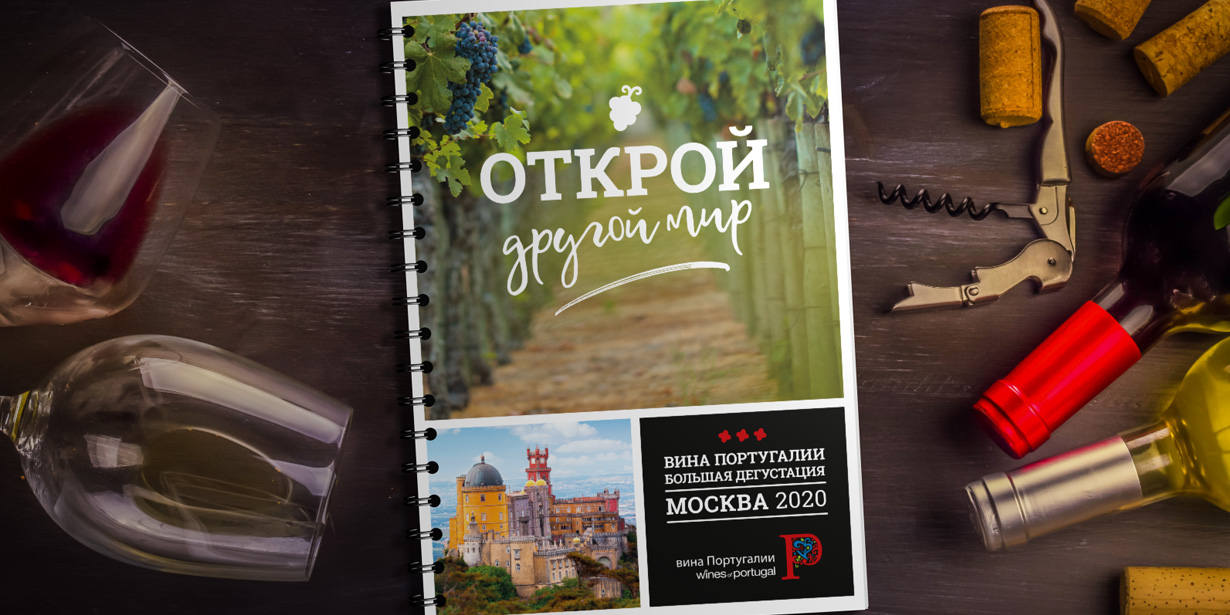 ОТКРОЙ
другой мир
ВИНА ПОРТУГАЛИИ
БОЛЬШАЯ ДЕГУСТАЦИЯ
МОСКВА 2020
вина Португалии
wines of portugal